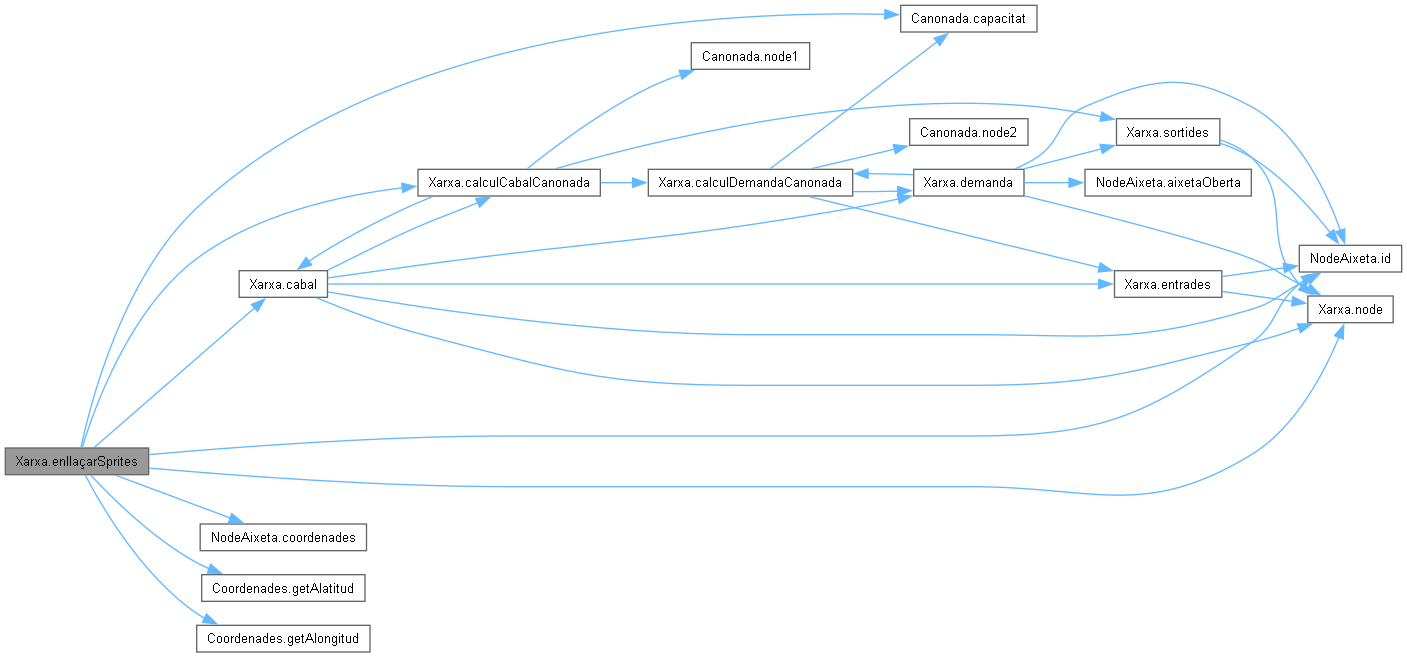 Canonada.capacitat
Canonada.node1
Canonada.node2
Xarxa.sortides
Xarxa.calculCabalCanonada
Xarxa.calculDemandaCanonada
Xarxa.demanda
NodeAixeta.aixetaOberta
NodeAixeta.id
Xarxa.cabal
Xarxa.entrades
Xarxa.node
Xarxa.enllaçarSprites
NodeAixeta.coordenades
Coordenades.getAlatitud
Coordenades.getAlongitud